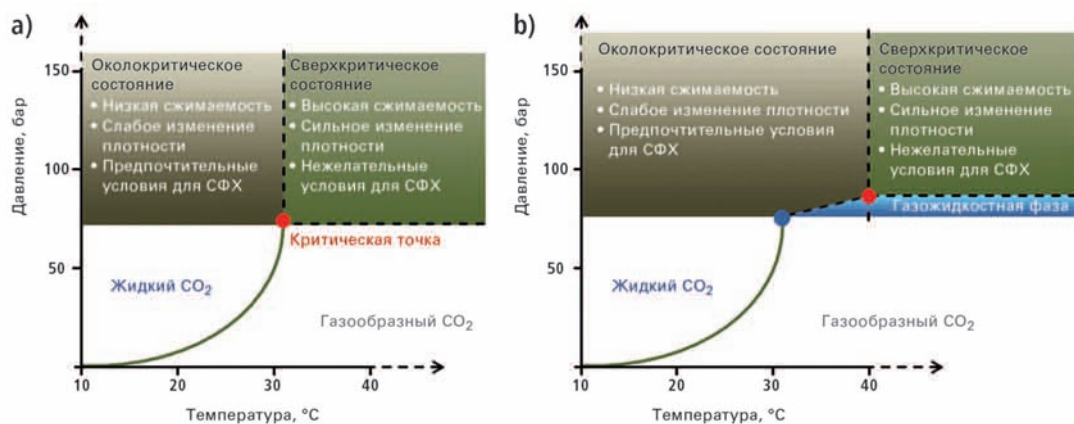 a)
Давление, бар
150
100
50
Околокритическое
состояние
• Низкая сжимаемость
• Слабое изменение
плотности
• Предпочтительные
условия для СФХ
Сверхкритическое
состояние
• Высокая сжимаемость
• Сильное изменение
плотности
• Нежелательные
условия для СФХ
Критическая точка
Жидкий CO2
Газообразный CO2
10 20 30 40
Температура, °C
b)
Давление, бар
150
100
50
Околокритическое состояние
• Низкая сжимаемость
• Слабое изменение плотности
• Предпочтительные условия
для СФХ
Сверхкритическое
состояние
• Высокая сжимаемость
• Сильное изменение
плотности
• Нежелательные
условия для СФХ
Газожидкостная фаза
Жидкий CO2
Газообразный CO2
10 20 30 40
Температура, °C